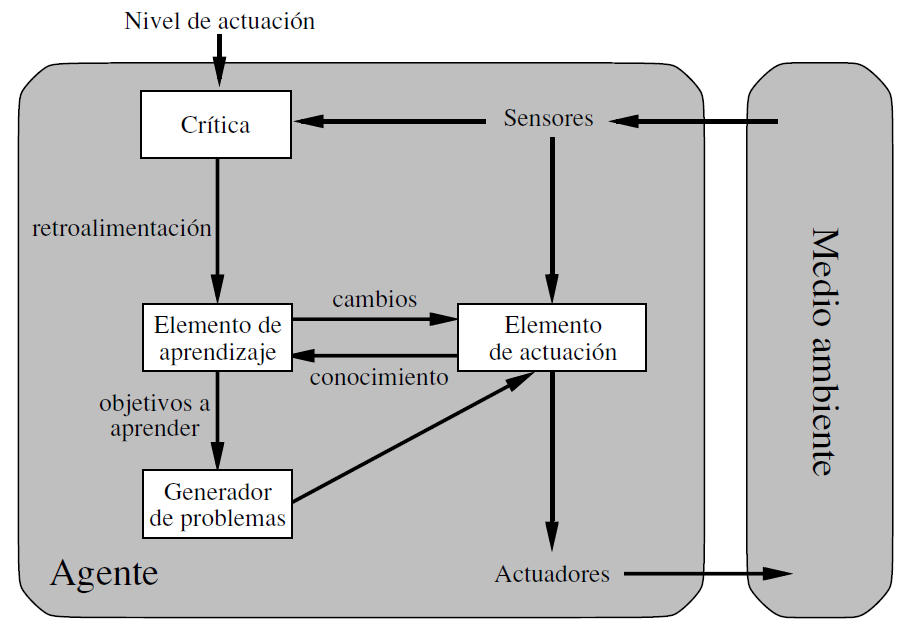 Nivel de actuación
Crítica
Sensores
retroalimentación
cambios
Elemento de
aprendizaje
Elemento
de actuación
conocimiento
objetivos a
aprender
Generador
de problemas
Agente
Actuadores
Medio ambiente